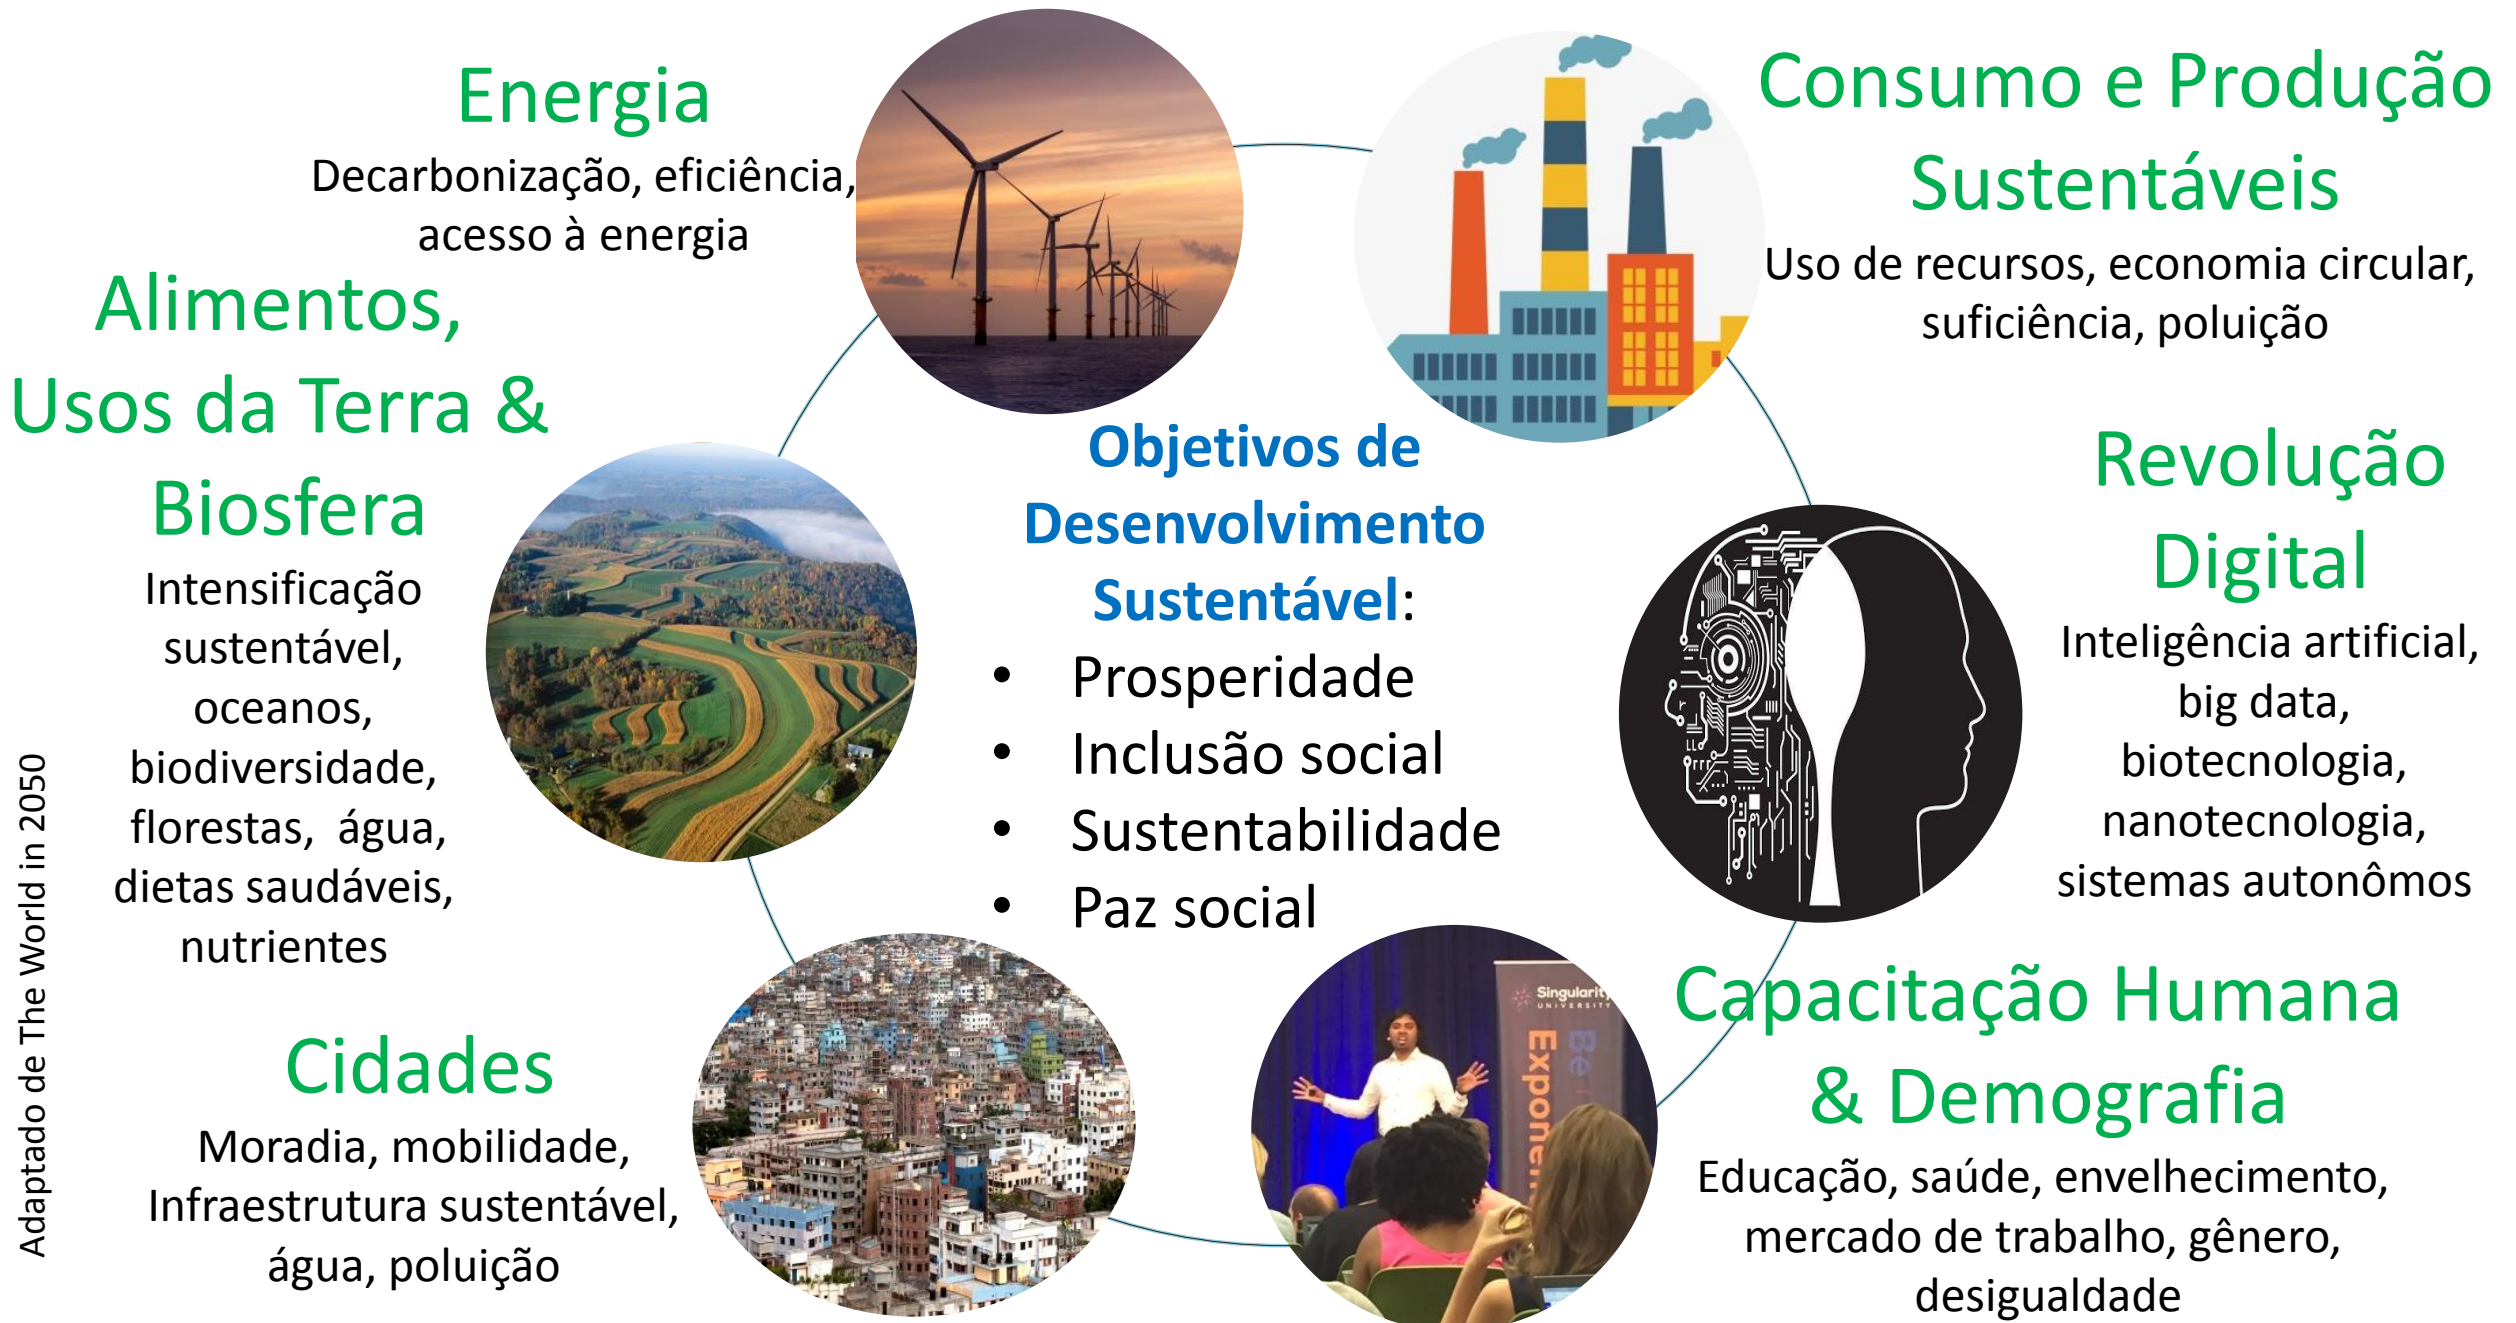 Energia
Decarbonização, eficiência,
acesso à energia
Consumo e Produção
Sustentáveis
Uso de recursos, economia circular,
suficiência, poluição
Alimentos,
Usos da Terra &
Biosfera
Intensificação
sustentável,
oceanos,
biodiversidade,
florestas, água,
dietas saudáveis,
nutrientes
Objetivos de
Desenvolvimento
Sustentável:
• Prosperidade
• Inclusão social
• Sustentabilidade
• Paz social
Revolução
Digital
Inteligência artificial,
big data,
biotecnologia,
nanotecnologia,
sistemas autonômos
Cidades
Moradia, mobilidade,
Infraestrutura sustentável,
água, poluição
Singularity
UNIVERSITY
Be
Capacitação Humana
& Demografia
Educação, saúde, envelhecimento,
mercado de trabalho, gênero,
desigualdade
Adaptado de The World in 2050